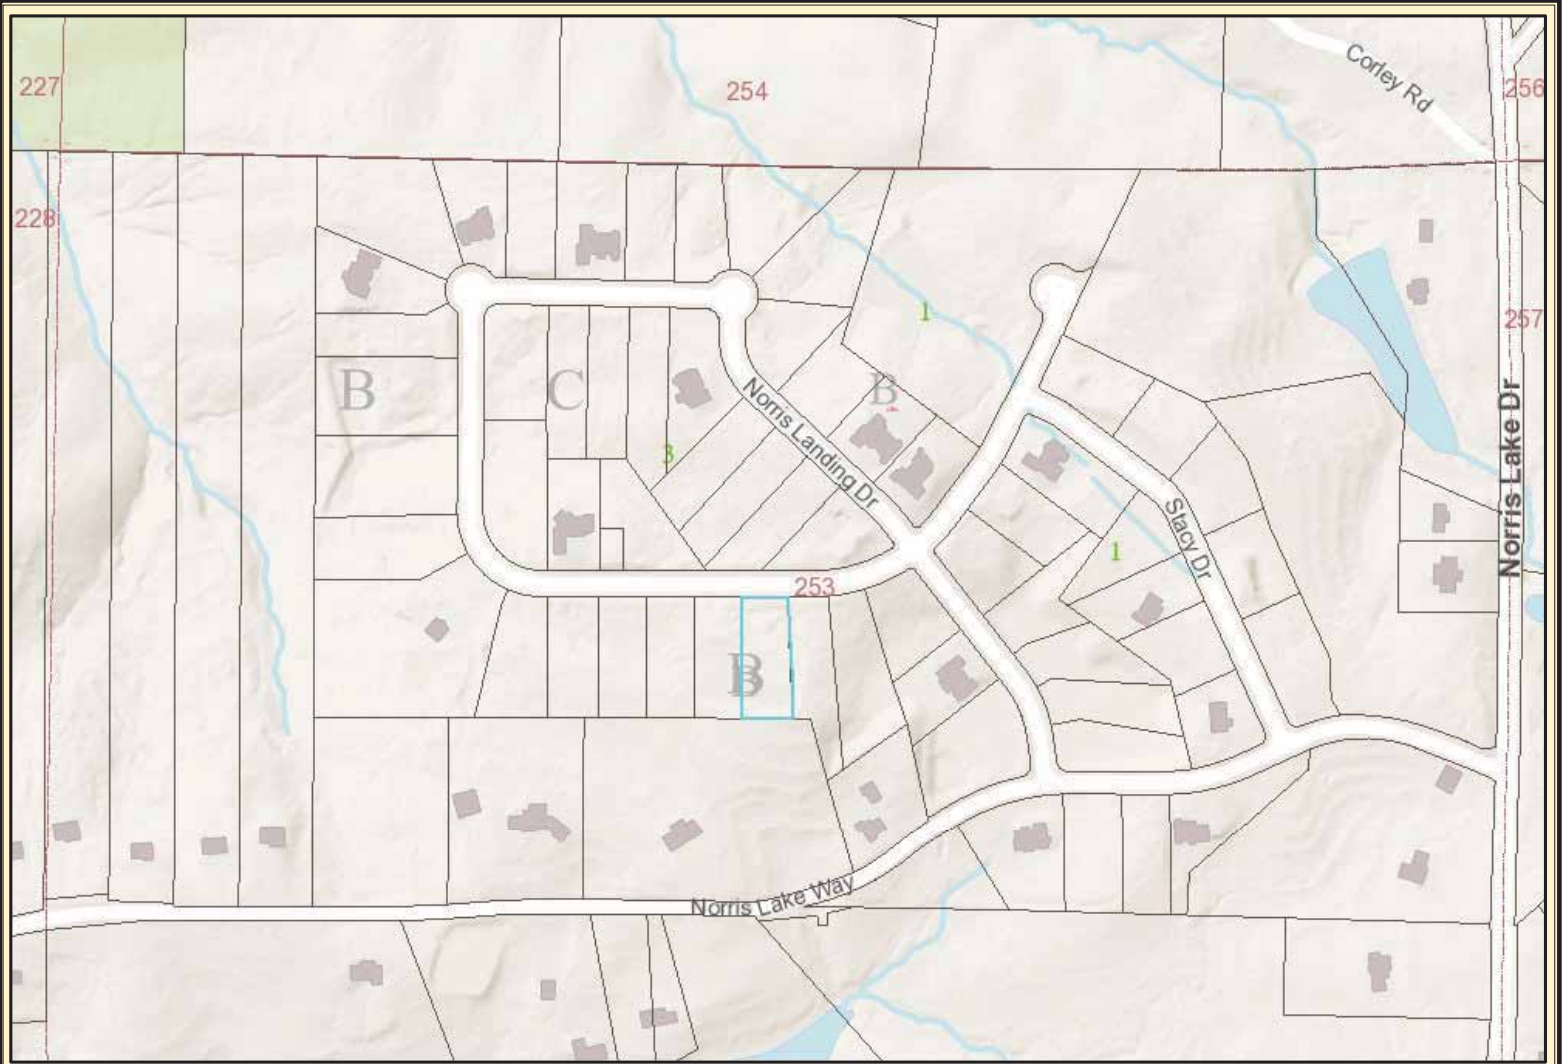 Corley Rd
227
254
256
228
1
257
B
C
B
Norris Landing Dr
Norris Lake Dr
3
Stacy Dr
1
253
B
B
Norris Lake Way